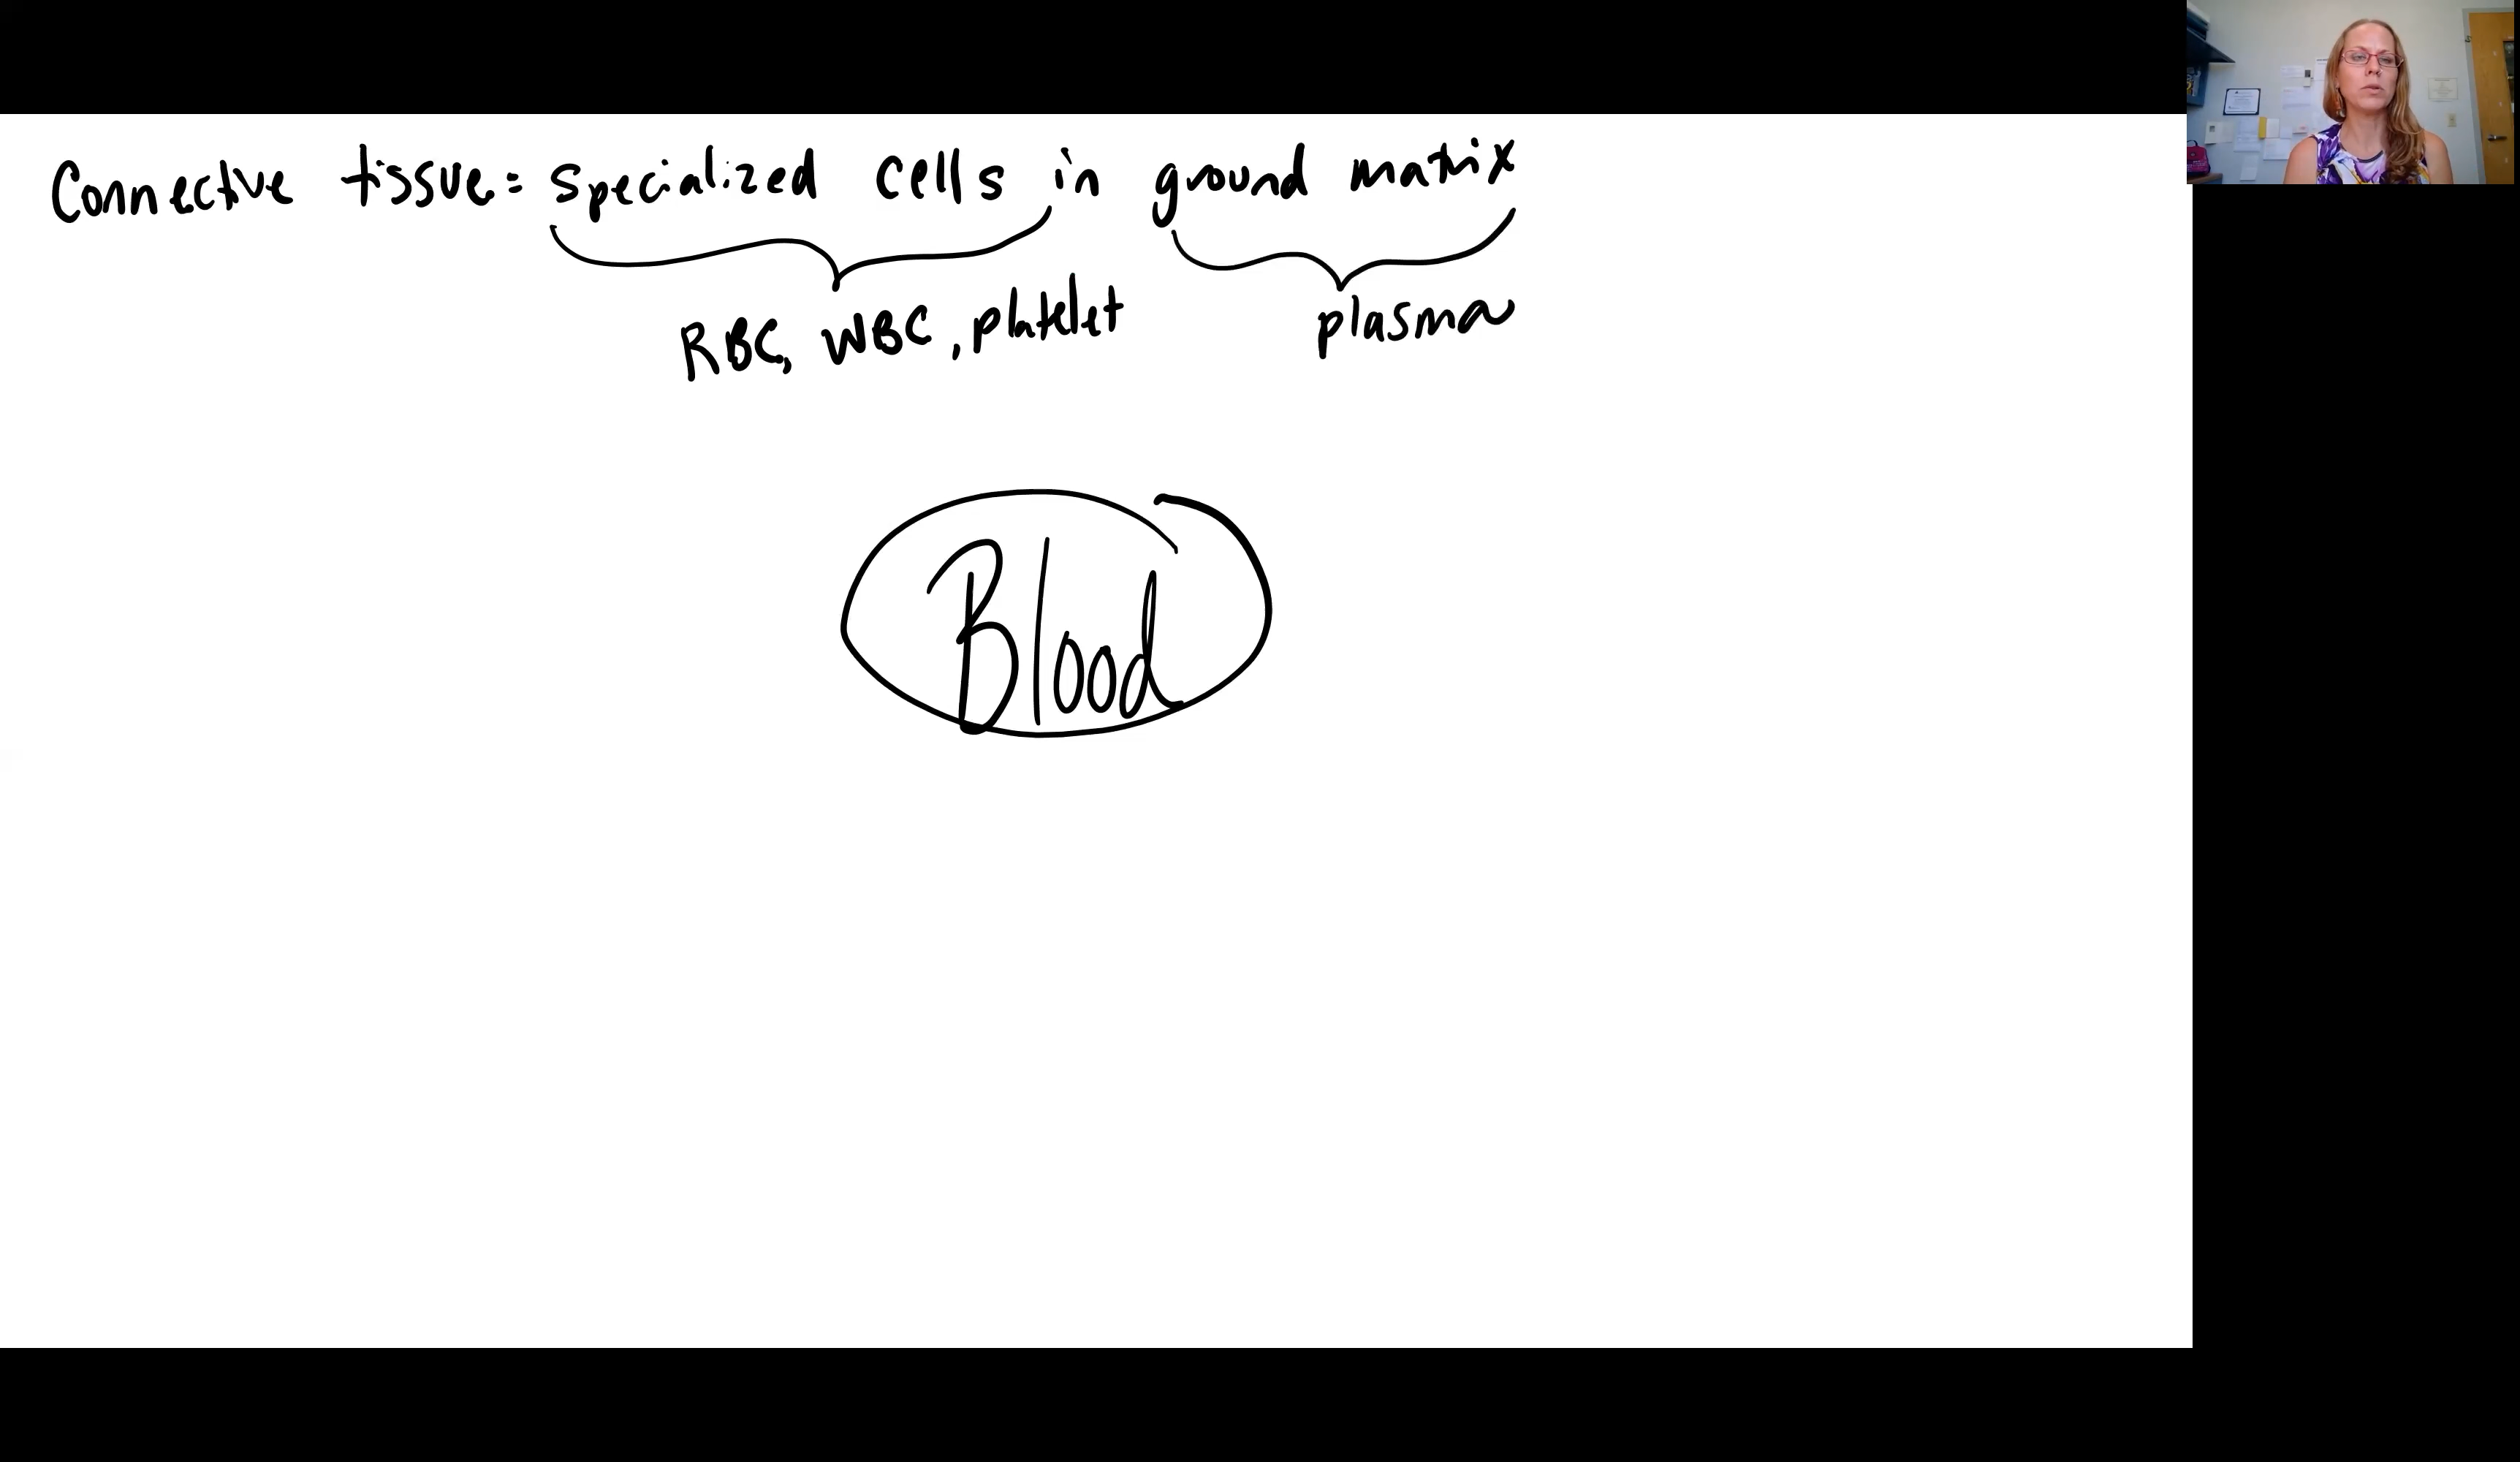 Connective tissue = specialized cells in ground matrix
RBC, WBC, platelet plasma
Blood